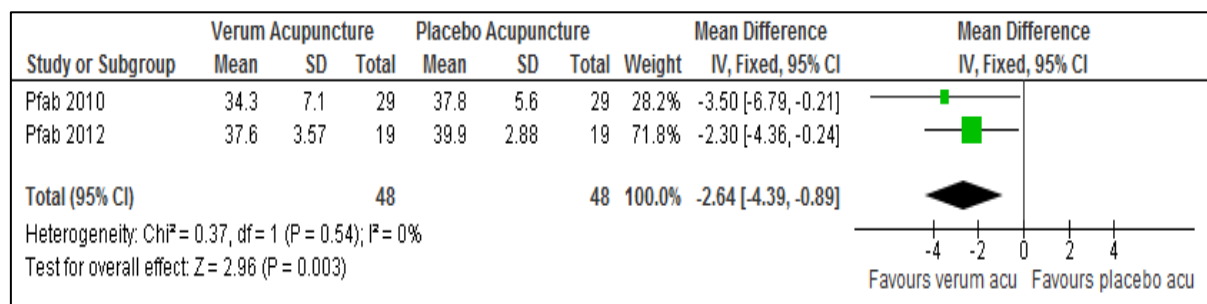 Verum Acupuncture Placebo Acupuncture Mean Difference Mean Difference
Study or Subgroup Mean SD Total Mean SD Total Weight IV, Fixed, 95% CI IV, Fixed, 95% CI
Pfab 2010 34.3 7.1 29 37.8 5.6 29 28.2% -3.50 [-6.79, -0.21]
Pfab 2012 37.6 3.57 19 39.9 2.88 19 71.8% -2.30 [-4.36, -0.24]
Total (95% CI) 48 48 100.0% -2.64 [-4.39, -0.89]
Heterogeneity: Chi² = 0.37, df = 1 (P = 0.54); I² = 0%
Test for overall effect: Z = 2.96 (P = 0.003)
-4 -2 0 2 4
Favours verum acu Favours placebo acu